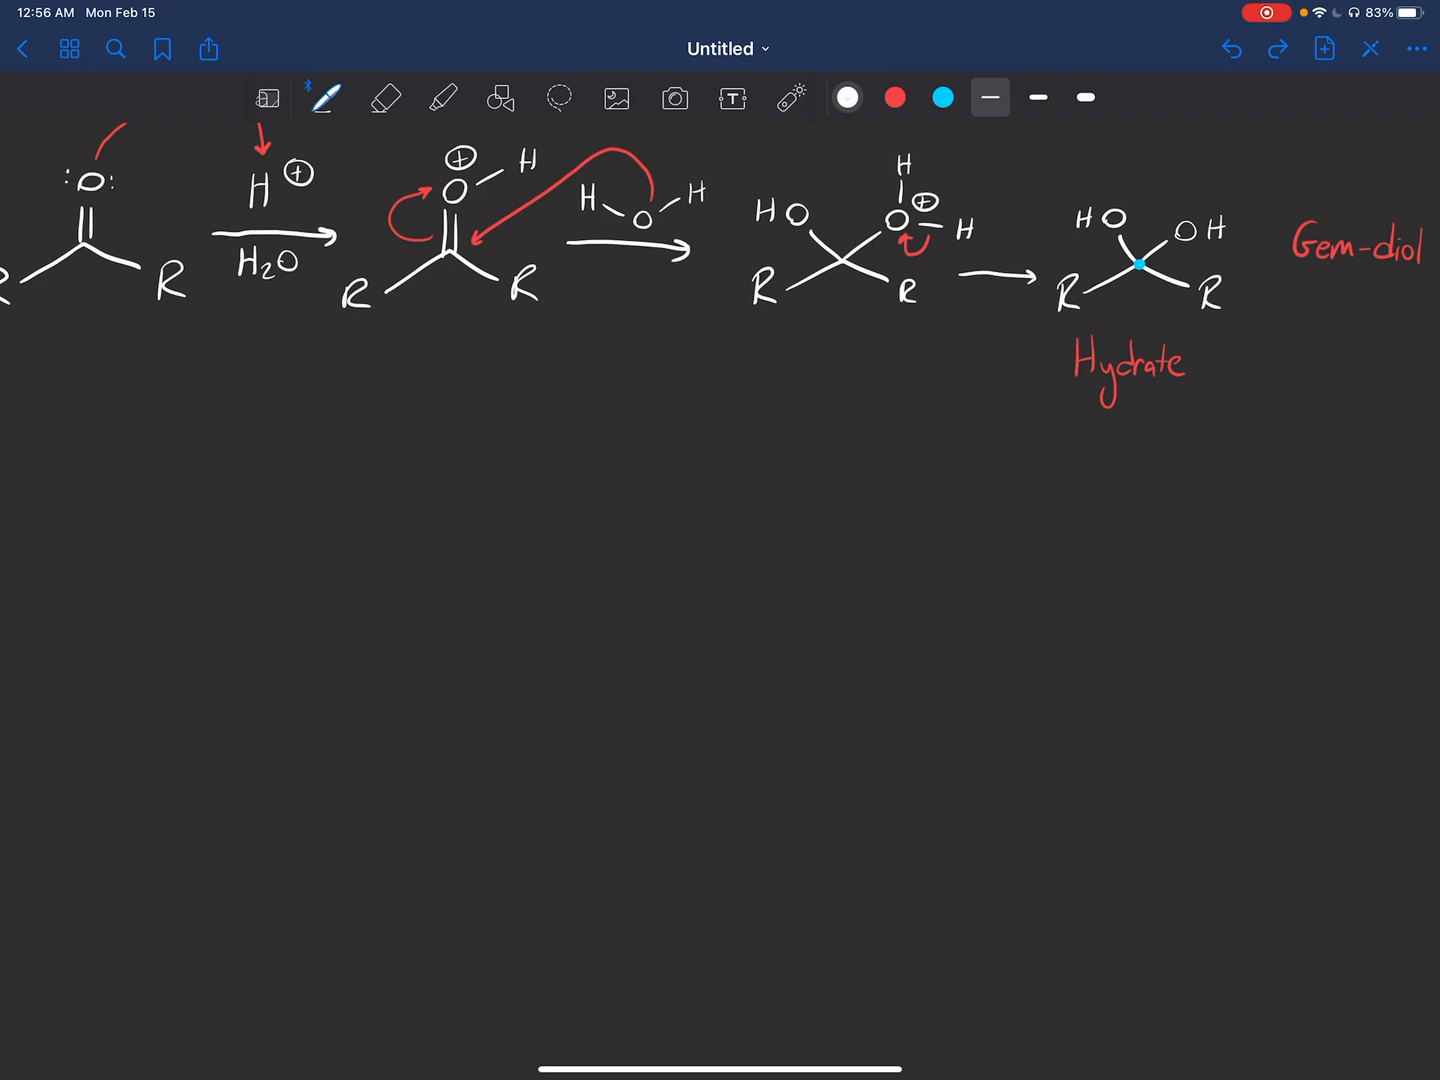 12:56 AM Mon Feb 15
83%
Untitled
T
:O:
H ⊕
H₂O
R
R
⊕
O H
R
R
H O H
HO
H
O ⊕
H
R
R
HO OH
R
R
Gem-diol
Hydrate